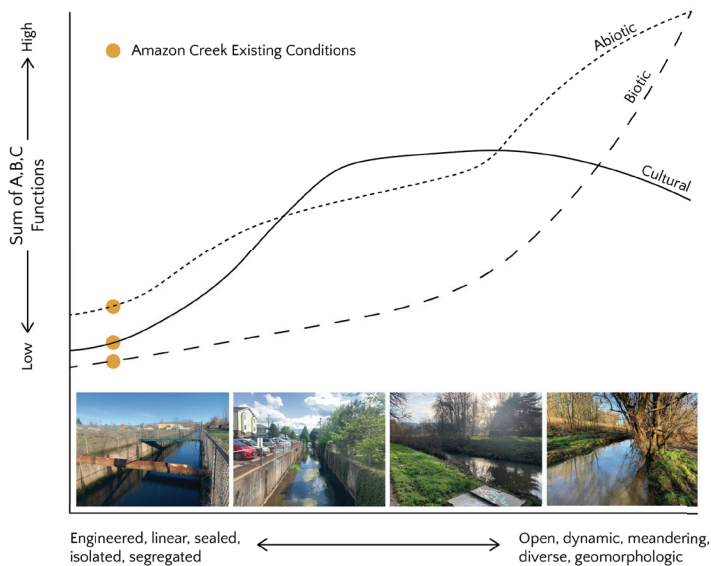 High
Sum of A,B,C
Functions
Low
Amazon Creek Existing Conditions
Abiotic
Biotic
Cultural
Engineered, linear, sealed,
isolated, segregated
Open, dynamic, meandering,
diverse, geomorphologic